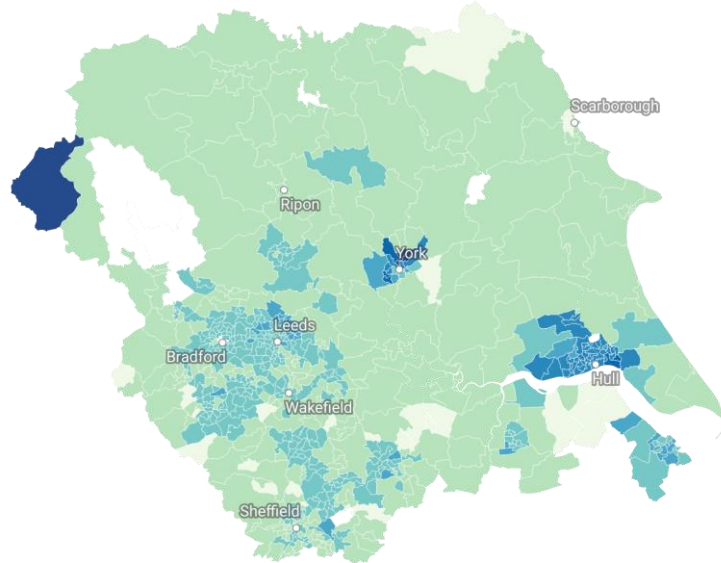 Scarborough
Ripon
York
Leeds
Bradford
Hull
Wakefield
Sheffield